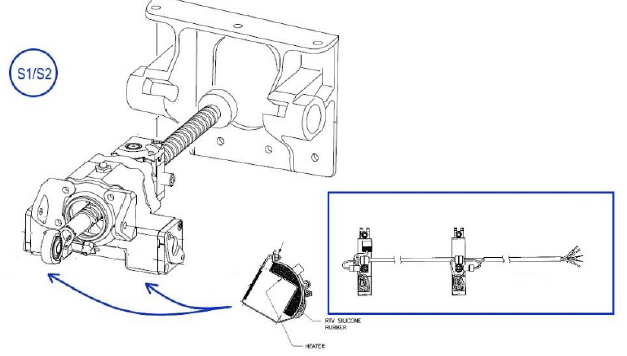 S1/S2
RTV SILICONE
RUBBER
HEATER